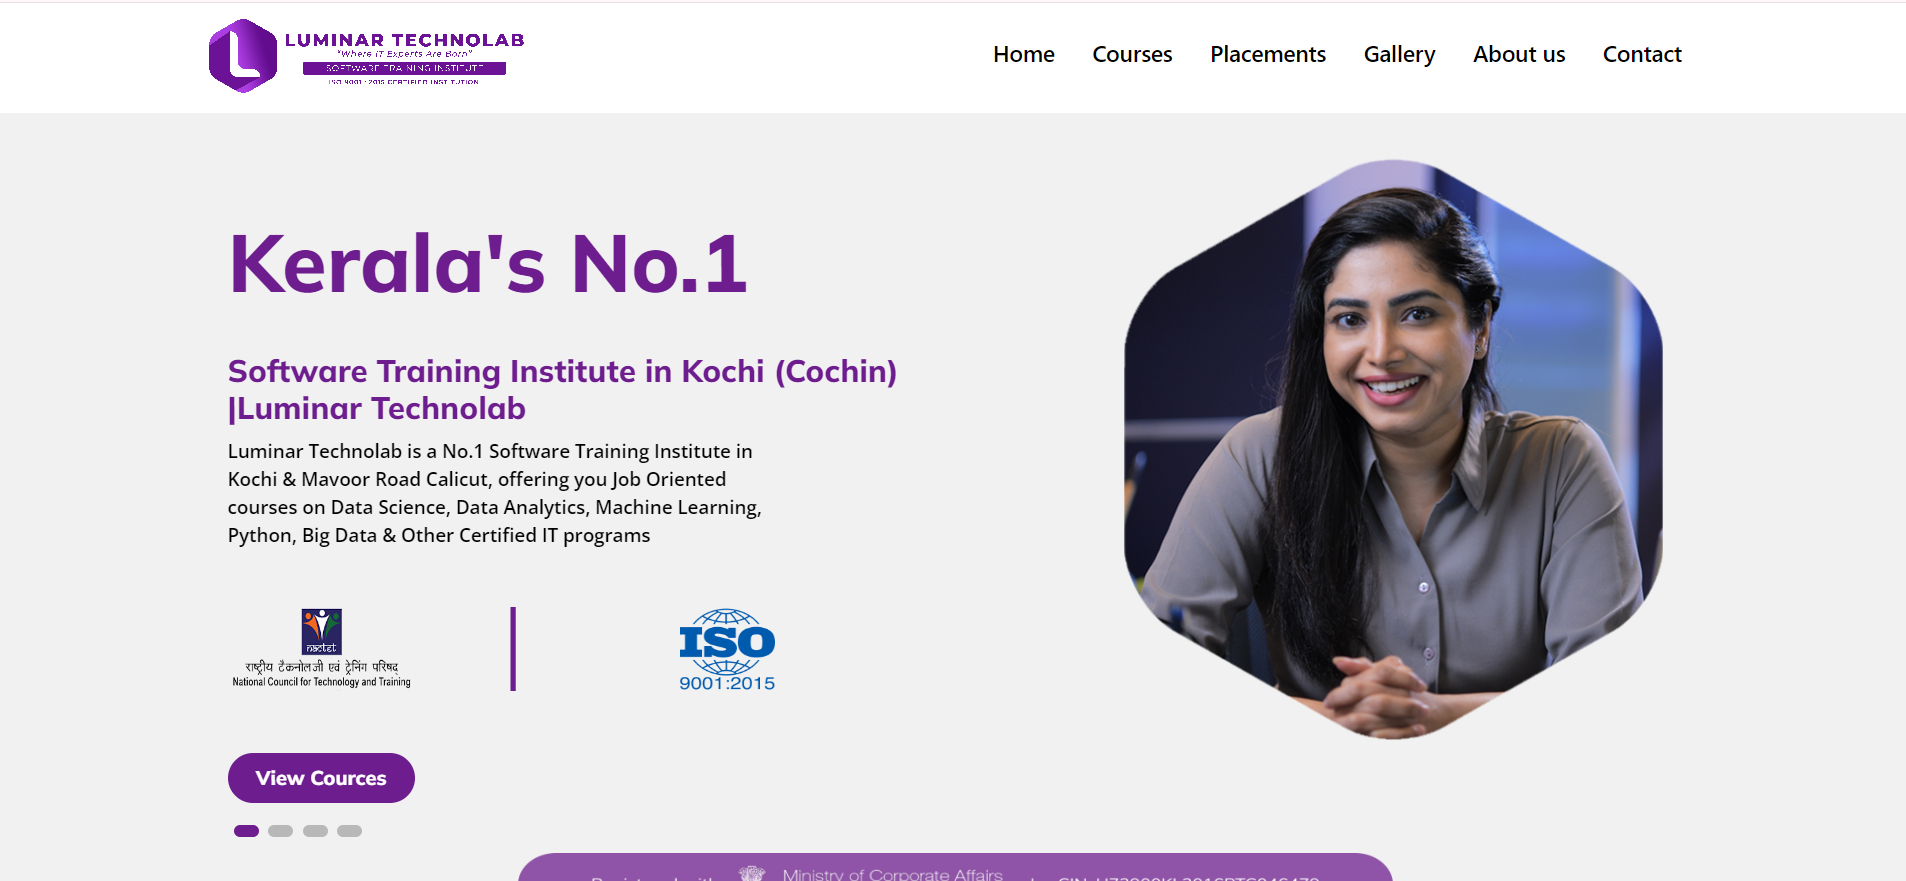 LUMINAR TECHNOLAB
"Where IT Experts Are Born"
SOFTWARE TRAINING INSTITUTE
ISO 9001 : 2015 CERTIFIED INSTITUTION
Home Courses Placements Gallery About us Contact
Kerala's No.1
Software Training Institute in Kochi (Cochin)
|Luminar Technolab
Luminar Technolab is a No.1 Software Training Institute in
Kochi & Mavoor Road Calicut, offering you Job Oriented
courses on Data Science, Data Analytics, Machine Learning,
Python, Big Data & Other Certified IT programs
nactet
राष्ट्रीय टैकनोलजी एवं ट्रेनिंग परिषद्
National Council for Technology and Training
ISO
9001:2015
View Cources
Ministry of Corporate Affairs